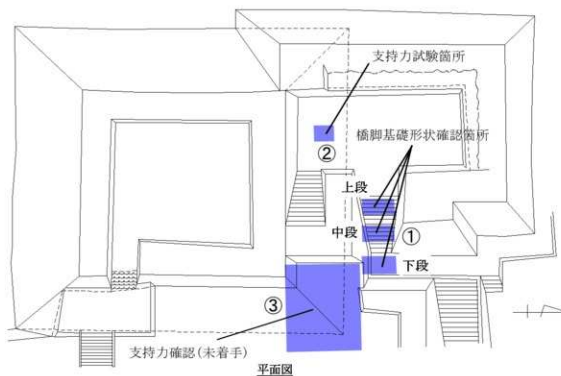 支持力試験箇所
②
橋脚基礎形状確認箇所
上段
中段
①
下段
③
支持力確認(未着手)
平面図